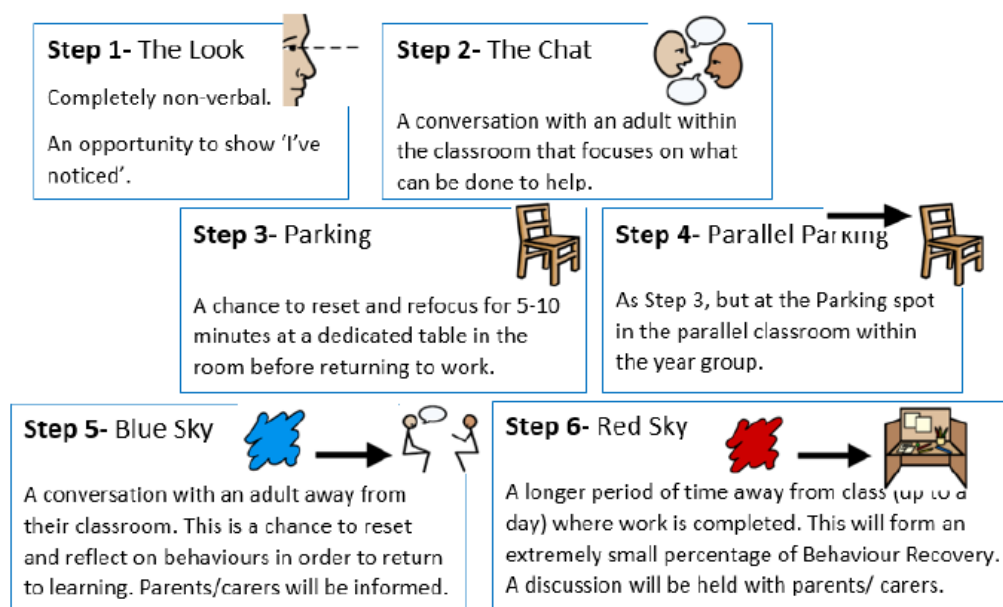 Step 1- The Look
Completely non-verbal.
An opportunity to show 'I've
noticed'.
Step 2- The Chat
A conversation with an adult within
the classroom that focuses on what
can be done to help.
Step 3- Parking
A chance to reset and refocus for 5-10
minutes at a dedicated table in the
room before returning to work.
Step 4- Parallel Parking
As Step 3, but at the Parking spot
in the parallel classroom within
the year group.
Step 5- Blue Sky
A conversation with an adult away from
their classroom. This is a chance to reset
and reflect on behaviours in order to return
to learning. Parents/carers will be informed.
Step 6- Red Sky
A longer period of time away from class (up to a
day) where work is completed. This will form an
extremely small percentage of Behaviour Recovery.
A discussion will be held with parents/ carers.